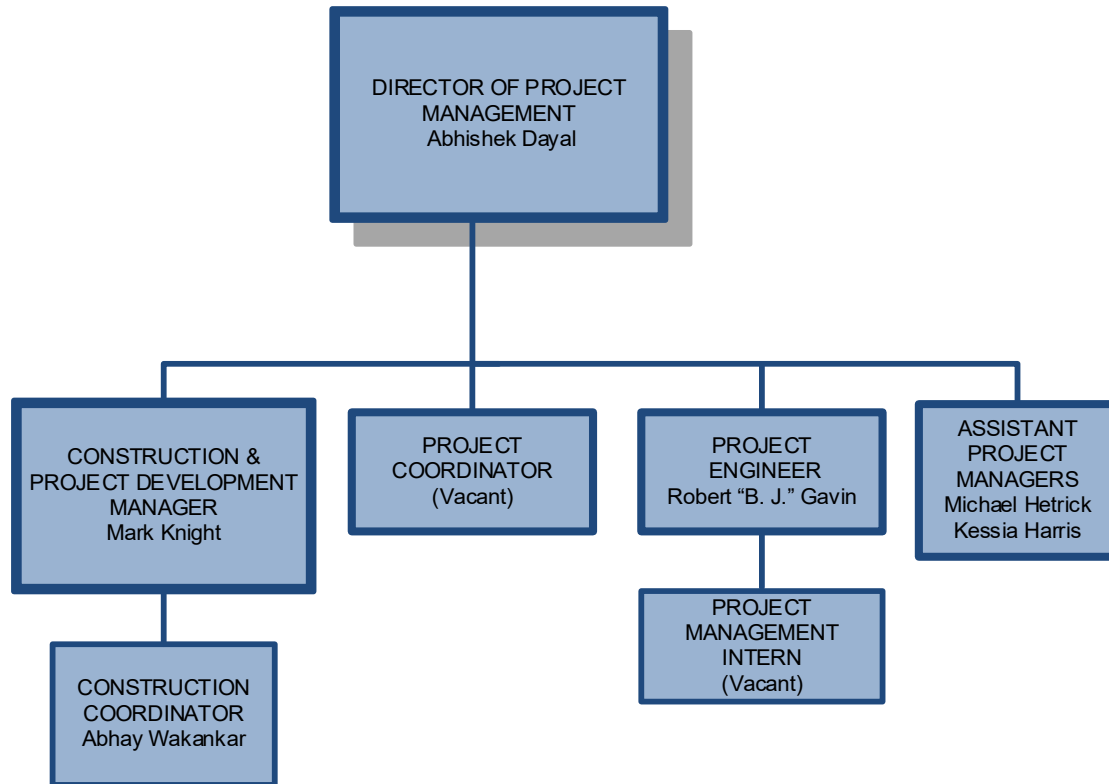 DIRECTOR OF PROJECT
MANAGEMENT
Abhishek Dayal
CONSTRUCTION &
PROJECT DEVELOPMENT
MANAGER
Mark Knight
PROJECT
COORDINATOR
(Vacant)
PROJECT
ENGINEER
Robert “B. J.” Gavin
ASSISTANT
PROJECT
MANAGERS
Michael Hetrick
Kessia Harris
CONSTRUCTION
COORDINATOR
Abhay Wakankar
PROJECT
MANAGEMENT
INTERN
(Vacant)